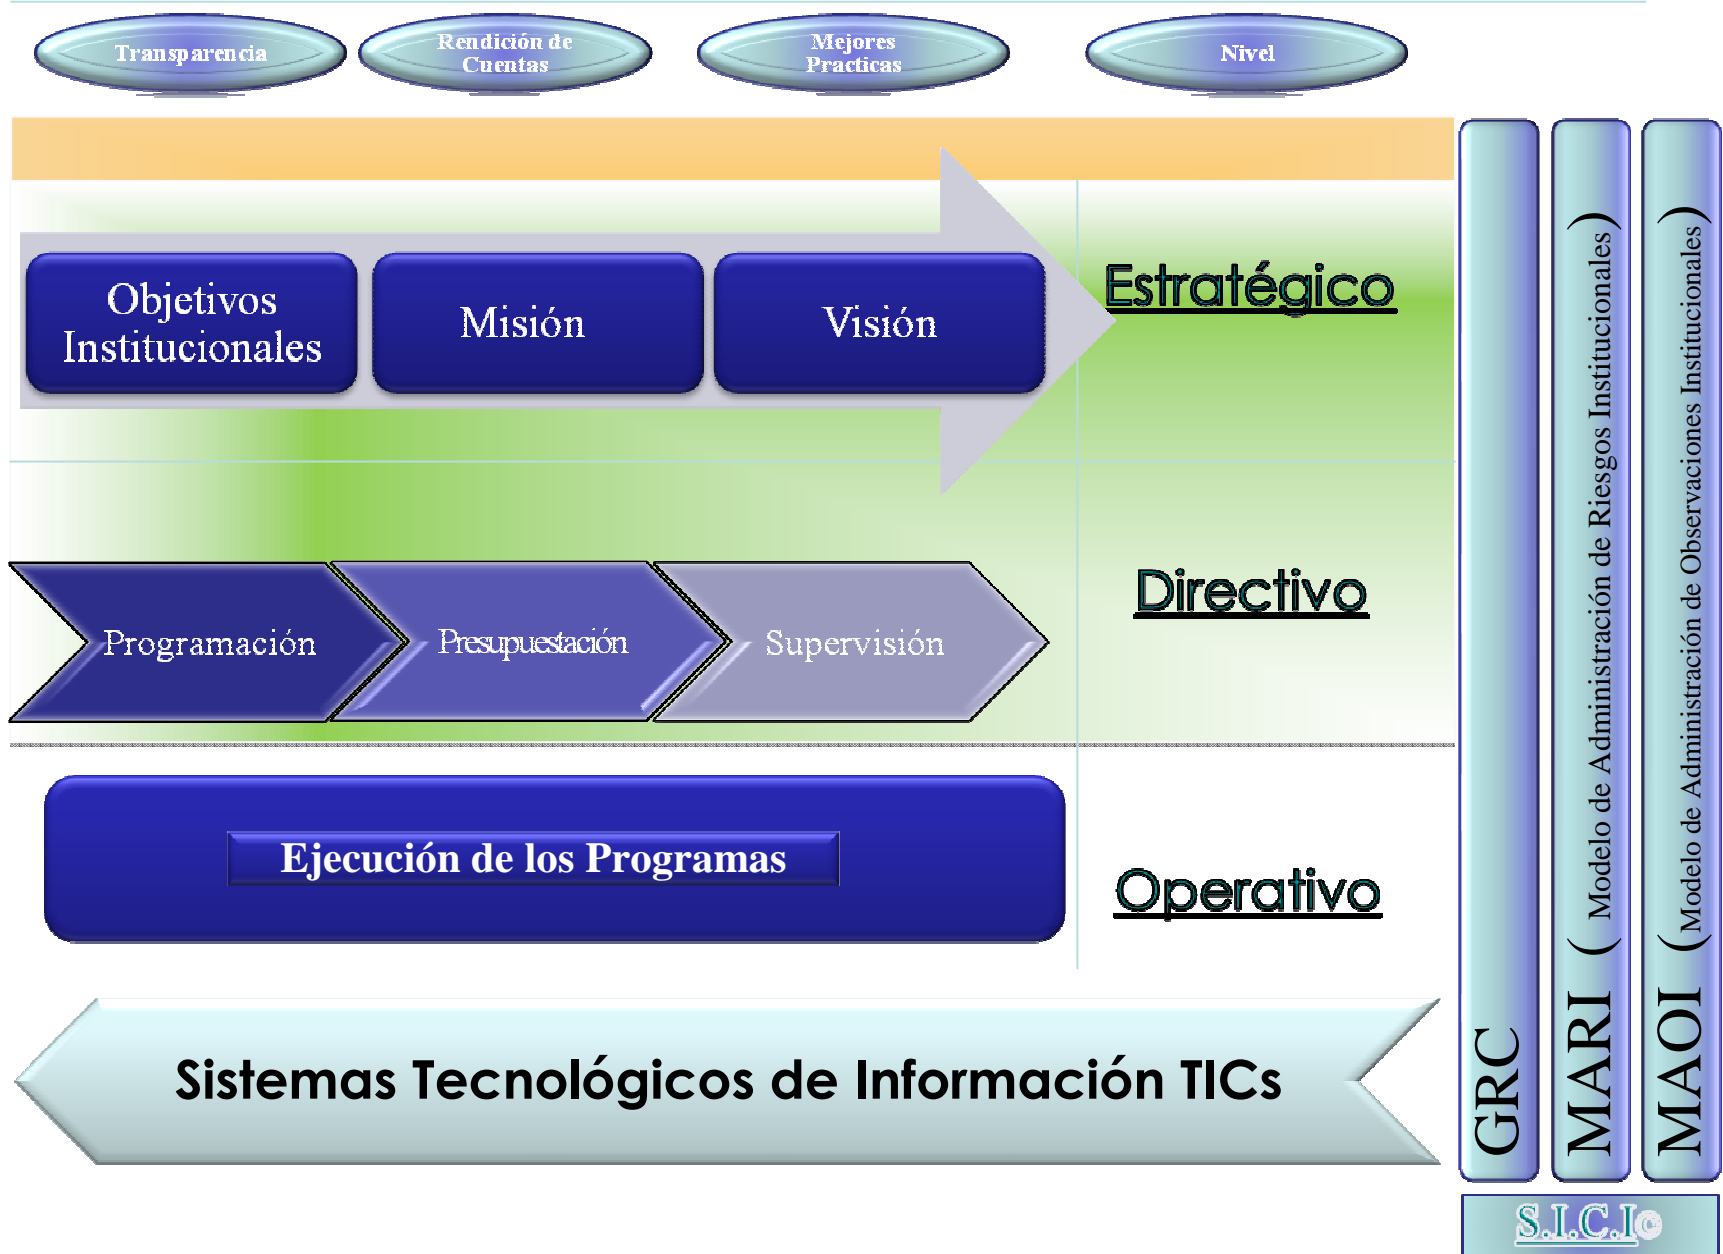 Transparencia
Rendición de
Cuentas
Mejores
Practicas
Nivel
Objetivos
Institucionales
Misión
Visión
Estratégico
Programación
Presupuestación
Supervisión
Directivo
Ejecución de los Programas
Operativo
Sistemas Tecnológicos de Información TICs
GRC
MARI ( Modelo de Administración de Riesgos Institucionales)
MAOI (Modelo de Administración de Observaciones Institucionales)
S.I.C.I©